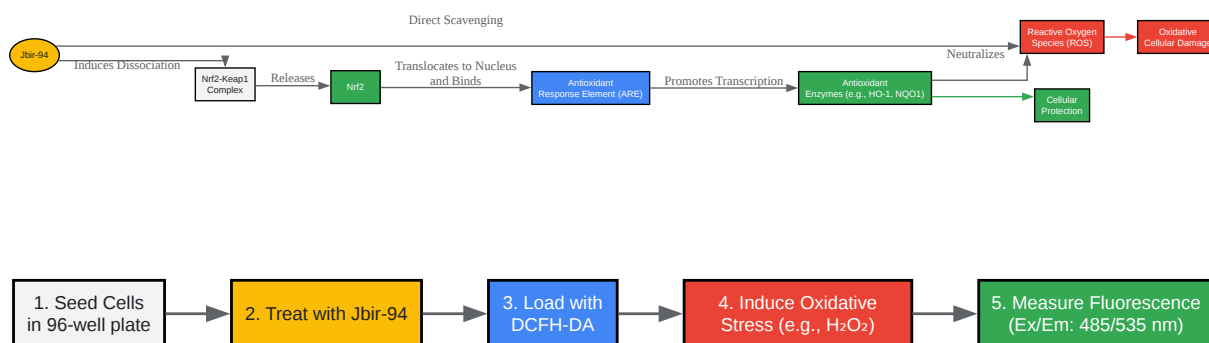 Direct Scavenging
Jbir-94
Reactive Oxygen
Species (ROS)
Oxidative
Cellular Damage
Induces Dissociation
Nrf2-Keap1
Complex
Releases
Nrf2
Translocates to Nucleus
and Binds
Antioxidant
Response Element (ARE)
Promotes Transcription
Antioxidant
Enzymes (e.g., HO-1, NQO1)
Neutralizes
Cellular
Protection
1. Seed Cells
in 96-well plate
2. Treat with Jbir-94
3. Load with
DCFH-DA
4. Induce Oxidative
Stress (e.g., H₂O₂)
5. Measure Fluorescence
(Ex/Em: 485/535 nm)